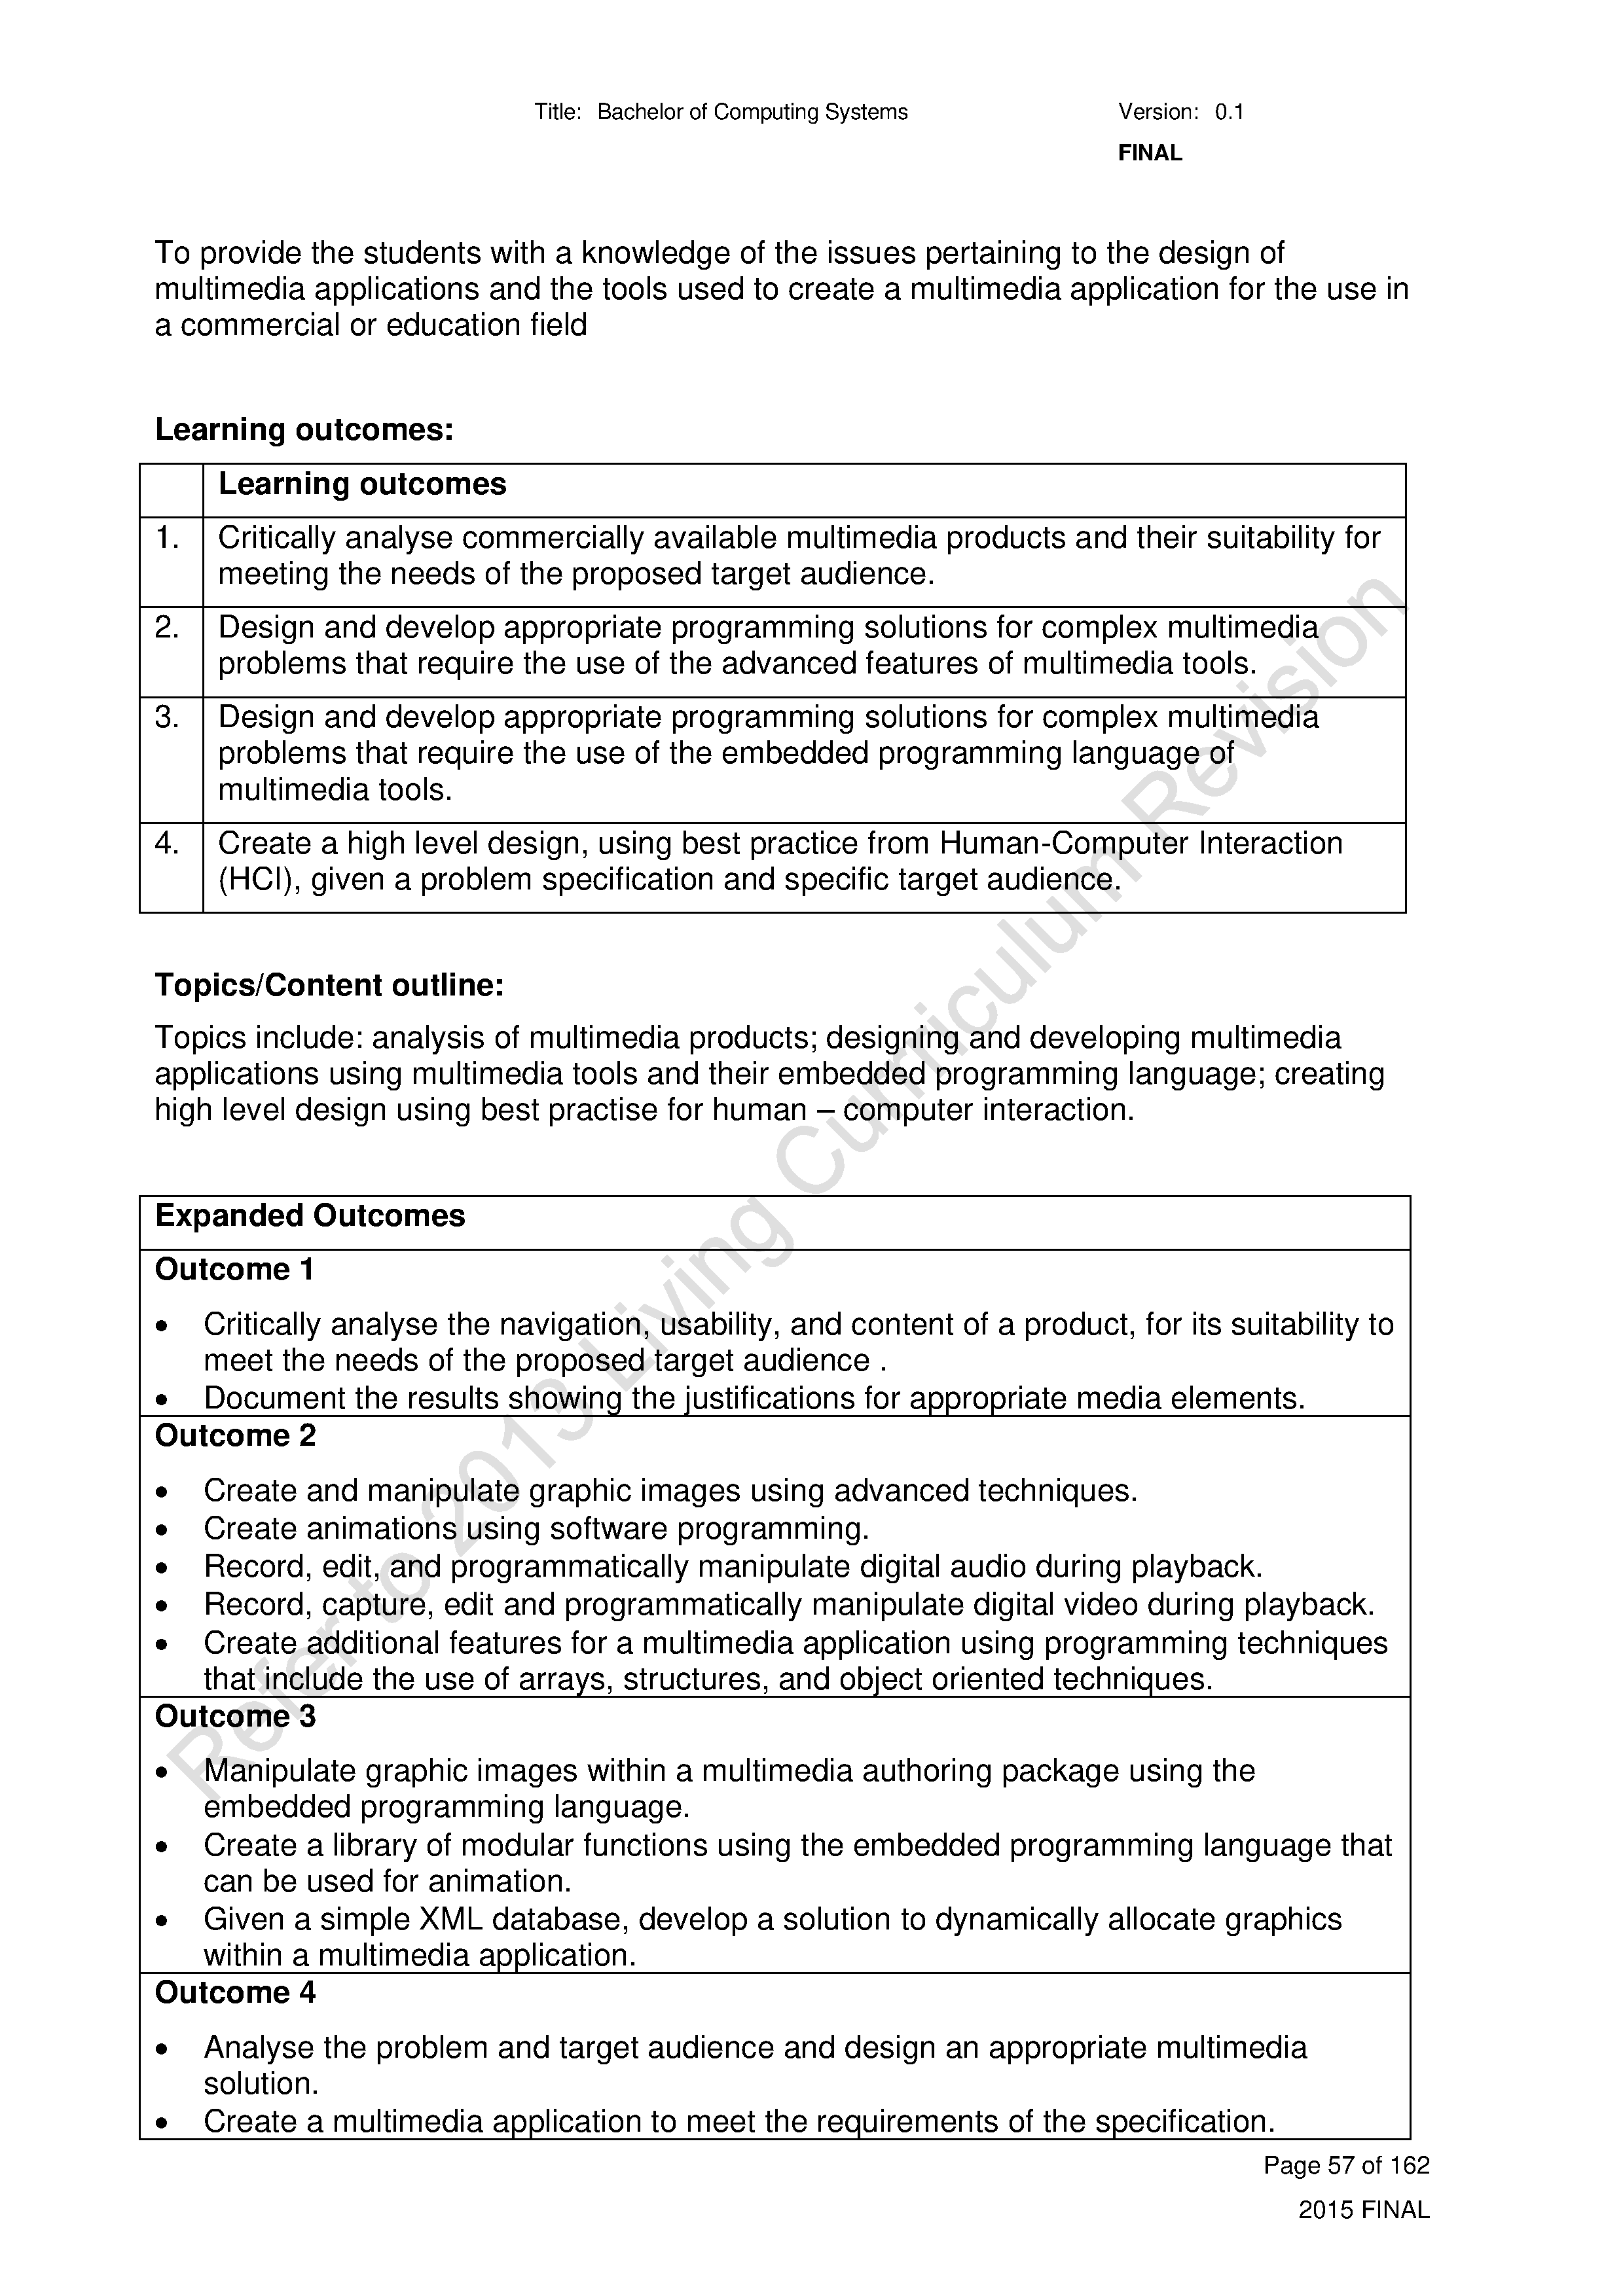 Title: Bachelor of Computing Systems Version: 0.1
FINAL
To provide the students with a knowledge of the issues pertaining to the design of
multimedia applications and the tools used to create a multimedia application for the use in
a commercial or education field
Learning outcomes:
Learning outcomes
1. Critically analyse commercially available multimedia products and their suitability for
meeting the needs of the proposed target audience.
2. Design and develop appropriate programming solutions for complex multimedia
problems that require the use of the advanced features of multimedia tools.
3. Design and develop appropriate programming solutions for complex multimedia
problems that require the use of the embedded programming language of
multimedia tools.
4. Create a high level design, using best practice from Human-Computer Interaction
(HCI), given a problem specification and specific target audience.
Topics/Content outline:
Topics include: analysis of multimedia products; designing and developing multimedia
applications using multimedia tools and their embedded programming language; creating
high level design using best practise for human – computer interaction.
Expanded Outcomes
Outcome 1
• Critically analyse the navigation, usability, and content of a product, for its suitability to
meet the needs of the proposed target audience .
• Document the results showing the justifications for appropriate media elements.
Outcome 2
• Create and manipulate graphic images using advanced techniques.
• Create animations using software programming.
• Record, edit, and programmatically manipulate digital audio during playback.
• Record, capture, edit and programmatically manipulate digital video during playback.
• Create additional features for a multimedia application using programming techniques
that include the use of arrays, structures, and object oriented techniques.
Outcome 3
• Manipulate graphic images within a multimedia authoring package using the
embedded programming language.
• Create a library of modular functions using the embedded programming language that
can be used for animation.
• Given a simple XML database, develop a solution to dynamically allocate graphics
within a multimedia application.
Outcome 4
• Analyse the problem and target audience and design an appropriate multimedia
solution.
• Create a multimedia application to meet the requirements of the specification.
Page 57 of 162
2015 FINAL
Refer to 2013 Living Curriculum Revision